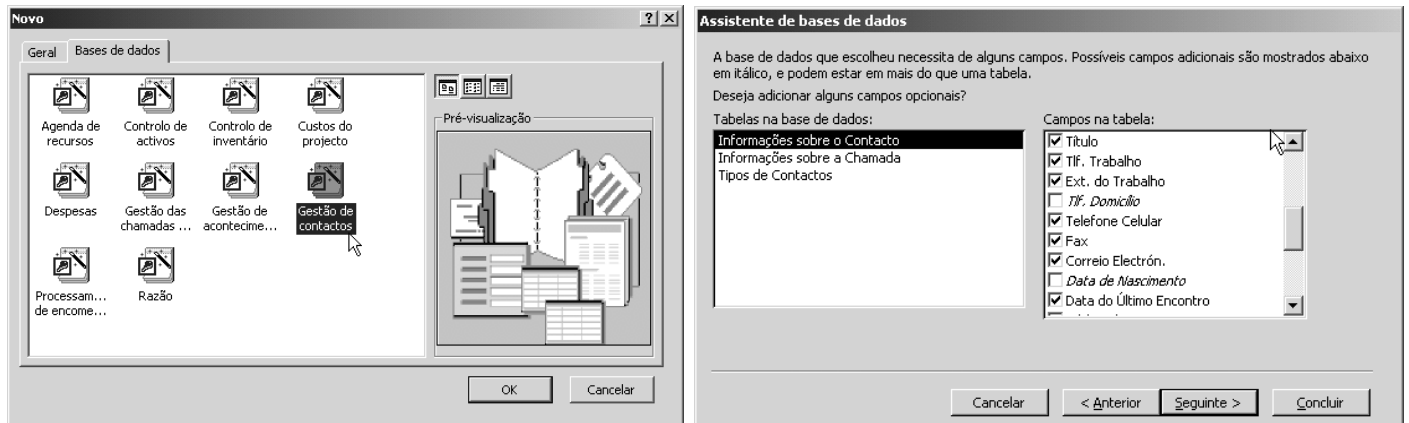 Novo
Geral
Bases de dados
Agenda de
recursos
Controlo de
activos
Controlo de
inventário
Custos do
projecto
Despesas
Gestão das
chamadas ...
Gestão de
acontecime...
Gestão de
contactos
Processam...
de encome...
Razão
Pré-visualização
OK
Cancelar
Assistente de bases de dados
A base de dados que escolheu necessita de alguns campos. Possíveis campos adicionais são mostrados abaixo
em itálico, e podem estar em mais do que uma tabela.
Deseja adicionar alguns campos opcionais?
Tabelas na base de dados:
Informações sobre o Contacto
Informações sobre a Chamada
Tipos de Contactos
Campos na tabela:
Título
Tlf. Trabalho
Ext. do Trabalho
Tlf. Domicílio
Telefone Celular
Fax
Correio Electrón.
Data de Nascimento
Data do Último Encontro
Cancelar
< Anterior
Seguinte >
Concluir